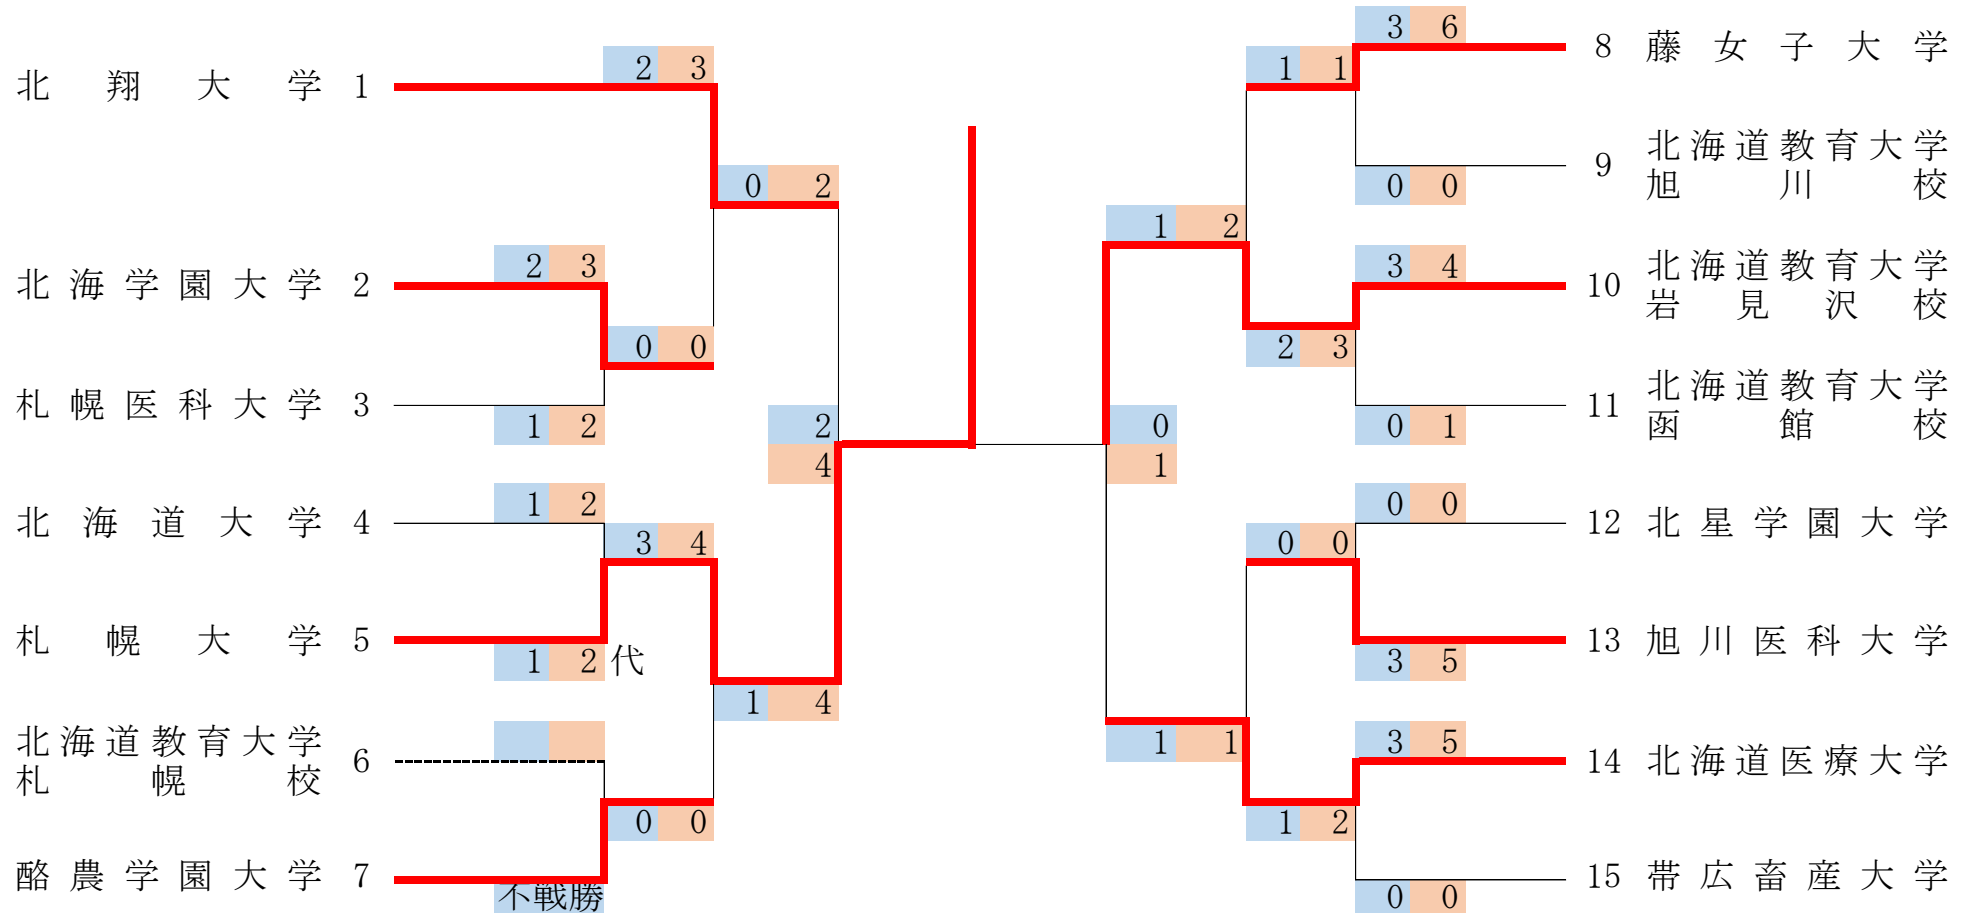 北翔大学 1
2 3
0 2
北海学園大学 2
2 3
0 0
札幌医科大学 3
1 2
2
4
北海道大学 4
1 2
3 4
札幌大学 5
1 2 代
1 4
北海道教育大学
札幌校 6
0 0
酪農学園大学 7
不戦勝
3 6
8 藤女子大学
1 1
9 北海道教育大学
旭川校
0 0
1 2
3 4
10 北海道教育大学
岩見沢校
2 3
11 北海道教育大学
函館校
0 1
0
1
0 0
12 北星学園大学
0 0
13 旭川医科大学
3 5
1 1
3 5
14 北海道医療大学
1 2
15 帯広畜産大学
0 0